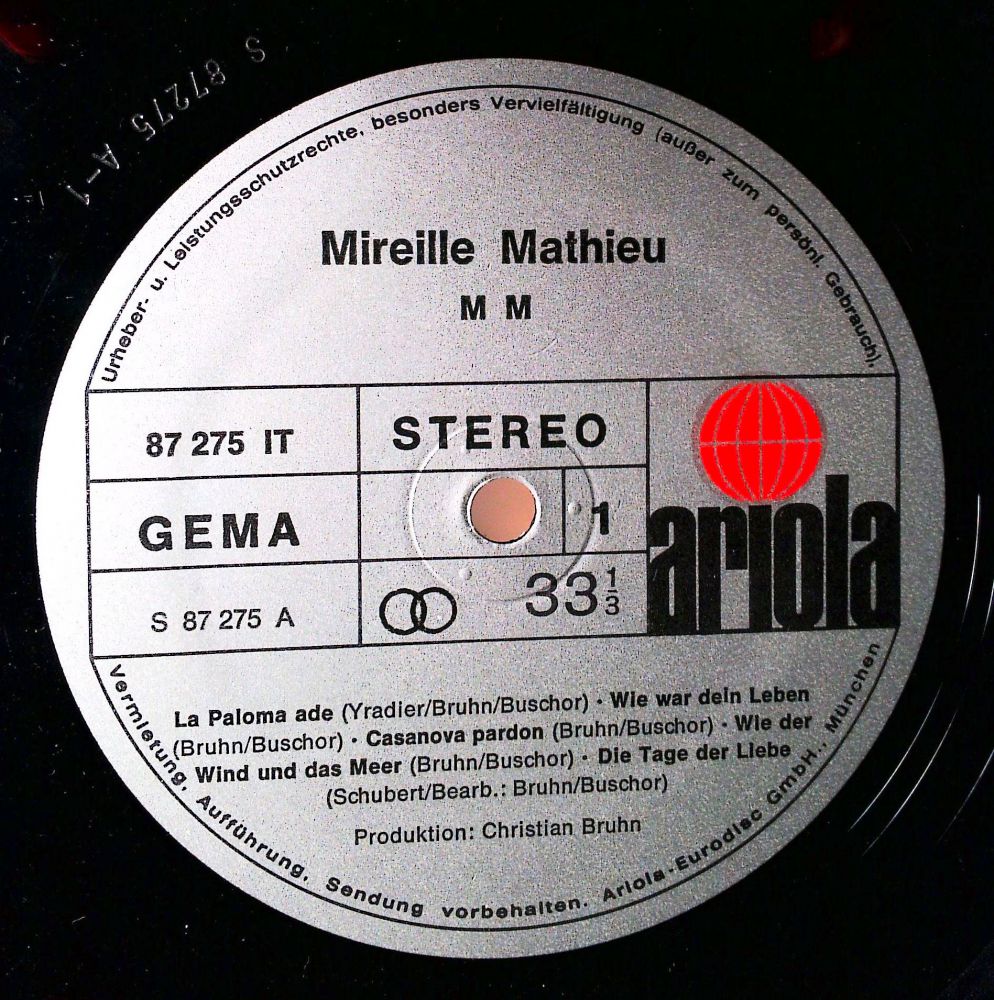 S 87275 A-1
Urheber- u. Leistungsschutzrechte, besonders Vervielfältigung (außer zum persönl. Gebrauch),
Mireille Mathieu
M M
87 275 IT
STEREO
GEMA
1
S 87 275 A
33 1/3
ariola
La Paloma ade (Yradier/Bruhn/Buschor) · Wie war dein Leben
(Bruhn/Buschor) · Casanova pardon (Bruhn/Buschor) · Wie der
Wind und das Meer (Bruhn/Buschor) · Die Tage der Liebe
(Schubert/Bearb.: Bruhn/Buschor)
Produktion: Christian Bruhn
Vermietung, Aufführung, Sendung vorbehalten. Ariola-Eurodisc GmbH., München